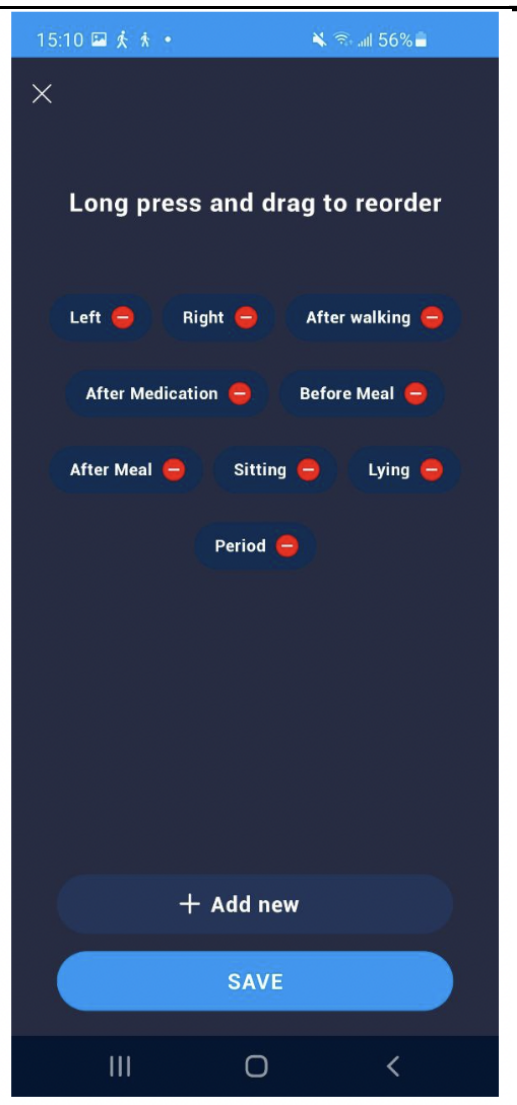 15:10 56%
Long press and drag to reorder
Left Right After walking
After Medication Before Meal
After Meal Sitting Lying
Period
+ Add new
SAVE